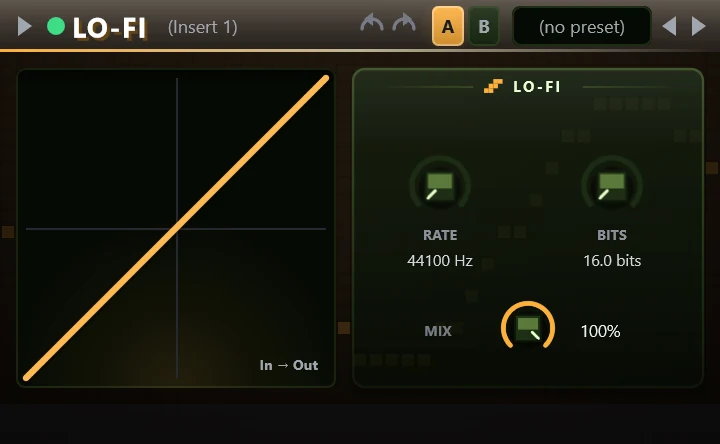 LO-FI (Insert 1) A B (no preset)
LO-FI
RATE BITS
44100 Hz 16.0 bits
MIX 100%
In → Out